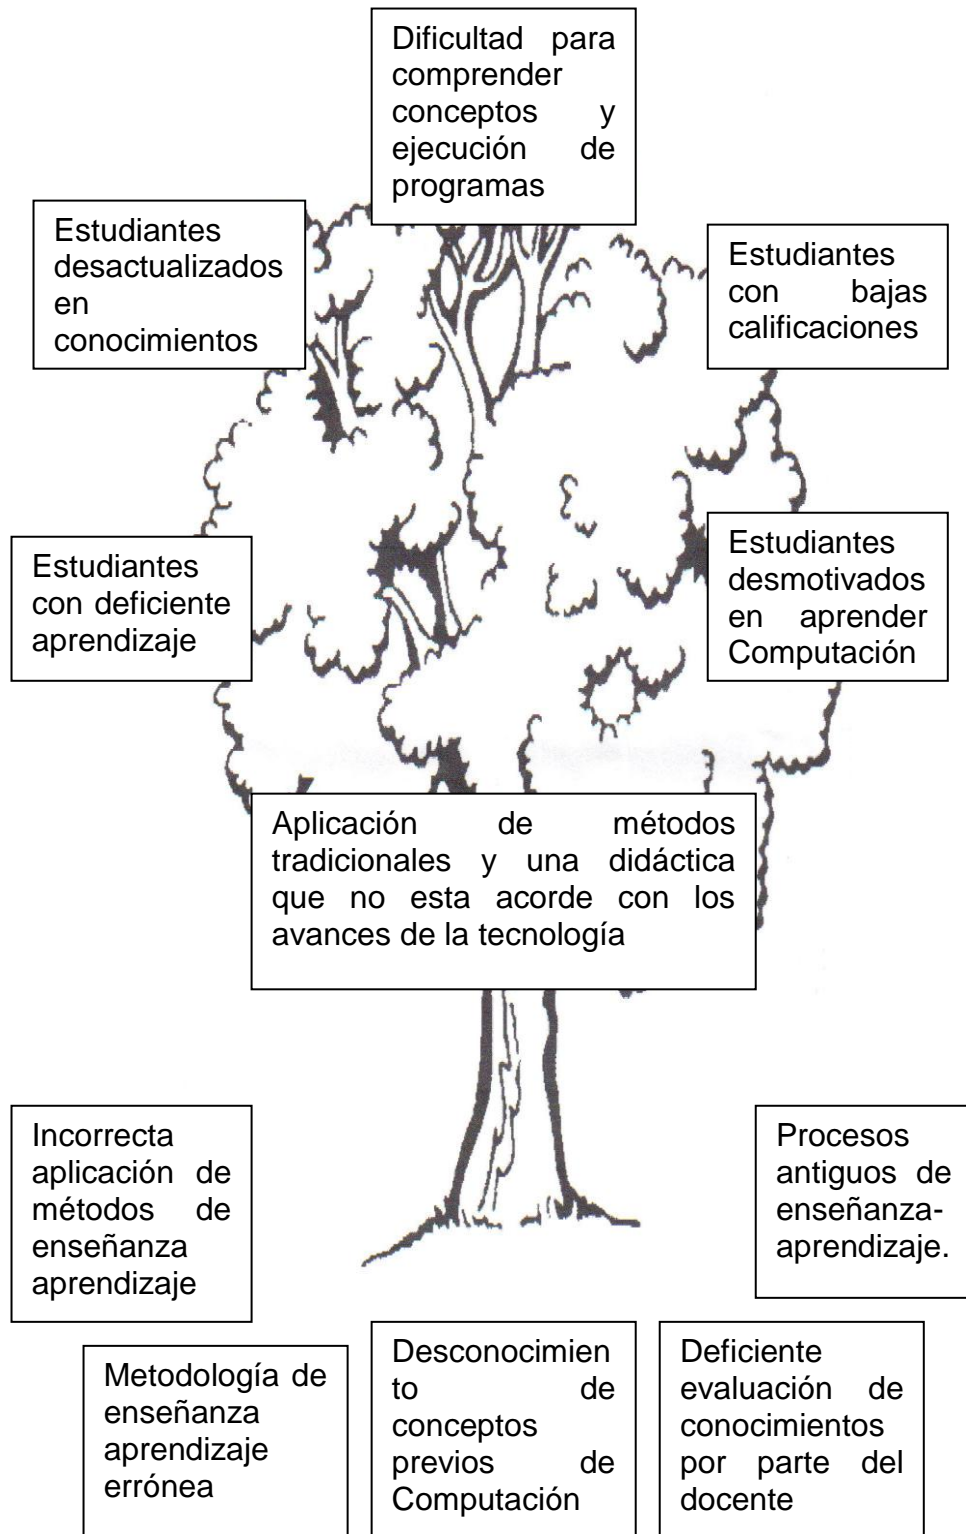 Dificultad para
comprender
conceptos y
ejecución de
programas
Estudiantes
desactualizados
en
conocimientos
Estudiantes
con bajas
calificaciones
Estudiantes
con deficiente
aprendizaje
Estudiantes
desmotivados
en aprender
Computación
Aplicación de métodos
tradicionales y una didáctica
que no esta acorde con los
avances de la tecnología
Incorrecta
aplicación de
métodos de
enseñanza
aprendizaje
Procesos
antiguos de
enseñanza-
aprendizaje.
Metodología de
enseñanza
aprendizaje
errónea
Desconocimien
to de
conceptos
previos de
Computación
Deficiente
evaluación de
conocimientos
por parte del
docente